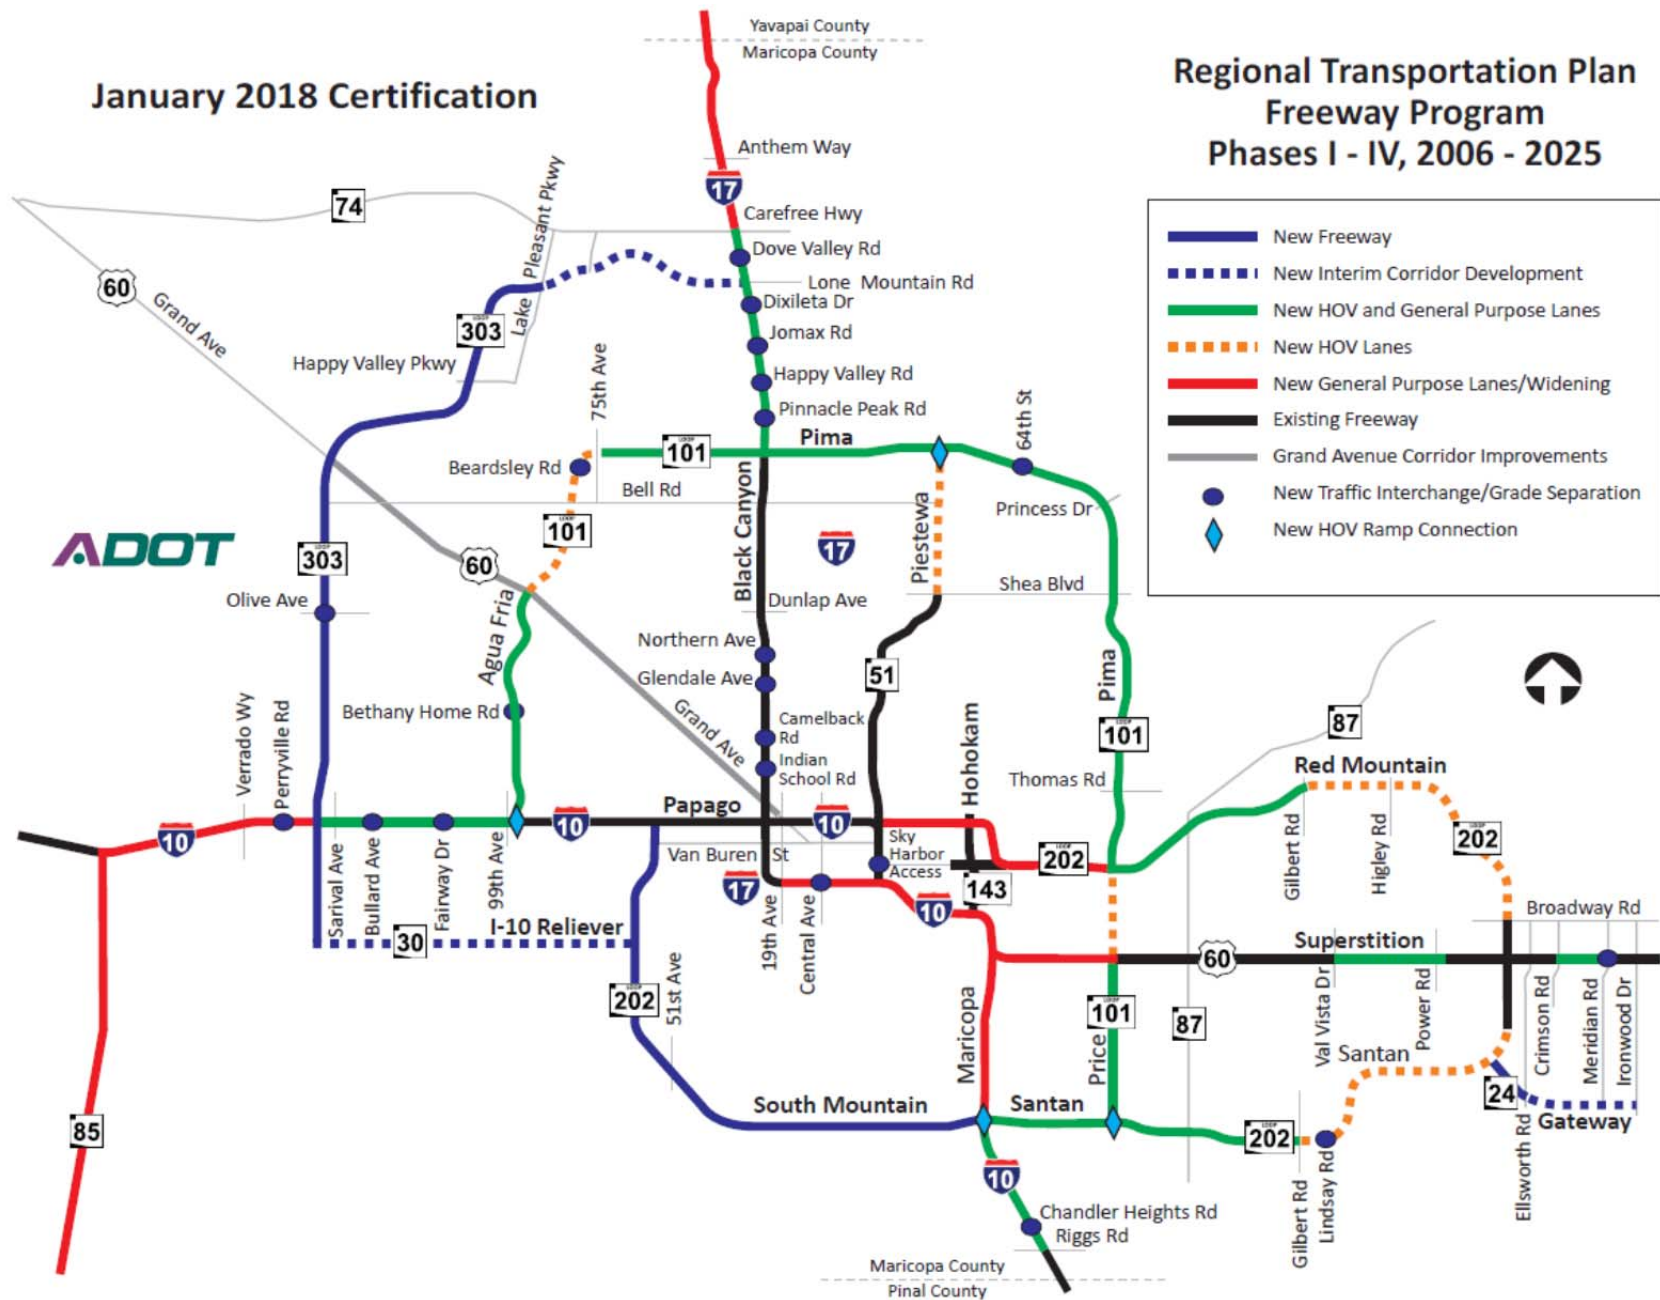 Yavapai County
Maricopa County
January 2018 Certification
Regional Transportation Plan
Freeway Program
Phases I - IV, 2006 - 2025
New Freeway
New Interim Corridor Development
New HOV and General Purpose Lanes
New HOV Lanes
New General Purpose Lanes/Widening
Existing Freeway
Grand Avenue Corridor Improvements
New Traffic Interchange/Grade Separation
New HOV Ramp Connection
Anthem Way
17
Carefree Hwy
74
Lake Pleasant Pkwy
Dove Valley Rd
Lone Mountain Rd
60
Grand Ave
Dixileta Dr
LOOP
303
Jomax Rd
Happy Valley Pkwy
75th Ave
Happy Valley Rd
Pinnacle Peak Rd
64th St
Pima
LOOP
101
Beardsley Rd
Bell Rd
Black Canyon
Piestewa
Princess Dr
LOOP
101
17
ADOT
LOOP
303
60
Shea Blvd
Olive Ave
Dunlap Ave
Agua Fria
Northern Ave
Glendale Ave
51
Pima
Bethany Home Rd
Grand Ave
Camelback
Rd
Indian
School Rd
Hohokam
LOOP
101
87
Thomas Rd
Red Mountain
Verrado Wy
Perryville Rd
Papago
10
10
10
Sky
Harbor
Access
Van Buren St
LOOP
202
LOOP
202
Gilbert Rd
Higley Rd
Sarival Ave
Bullard Ave
Fairway Dr
99th Ave
17
143
10
Broadway Rd
I-10 Reliever
30
19th Ave
Central Ave
Superstition
60
LOOP
202
51st Ave
Maricopa
LOOP
101
Price
87
Val Vista Dr
Power Rd
Crimson Rd
Meridian Rd
Ironwood Dr
Santan
24
Gateway
85
South Mountain
Santan
LOOP
202
Gilbert Rd
Lindsay Rd
Ellsworth Rd
10
Chandler Heights Rd
Riggs Rd
Maricopa County
Pinal County